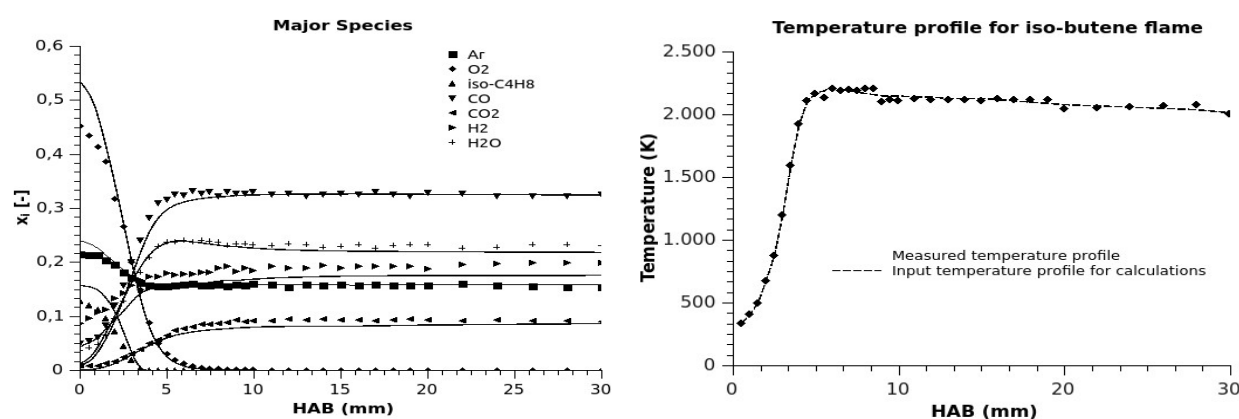 Major Species
0,6
0,5
0,4
0,3
0,2
0,1
0
x_i [-]
Ar
O2
iso-C4H8
CO
CO2
H2
H2O
0 5 10 15 20 25 30
HAB (mm)
Temperature profile for iso-butene flame
2.500
2.000
1.500
1.000
500
0
Temperature (K)
Measured temperature profile
Input temperature profile for calculations
0 10 20 30
HAB (mm)